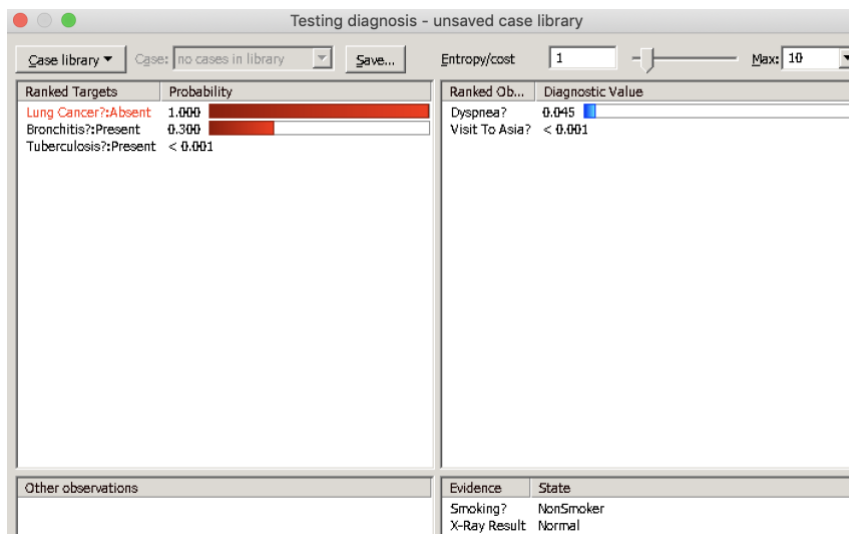 Testing diagnosis - unsaved case library
Case library Case: no cases in library Save... Entropy/cost 1 Max: 10
Ranked Targets Probability
Lung Cancer?:Absent 1.000
Bronchitis?:Present 0.300
Tuberculosis?:Present < 0.001
Ranked Ob... Diagnostic Value
Dyspnea? 0.045
Visit To Asia? < 0.001
Other observations
Evidence State
Smoking? NonSmoker
X-Ray Result Normal